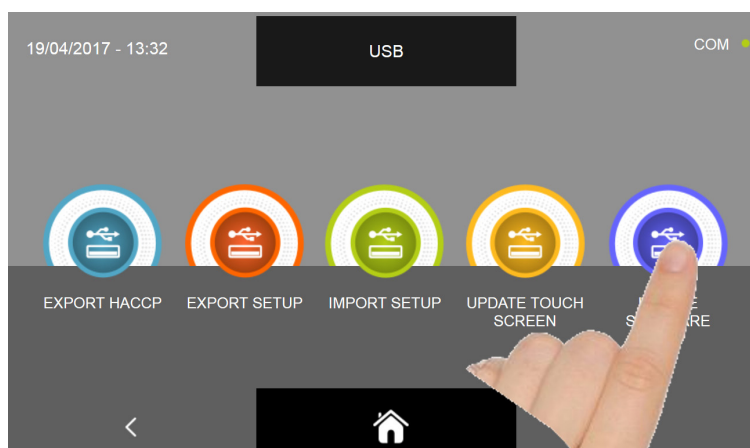 19/04/2017 - 13:32
USB
COM
EXPORT HACCP
EXPORT SETUP
IMPORT SETUP
UPDATE TOUCH
SCREEN